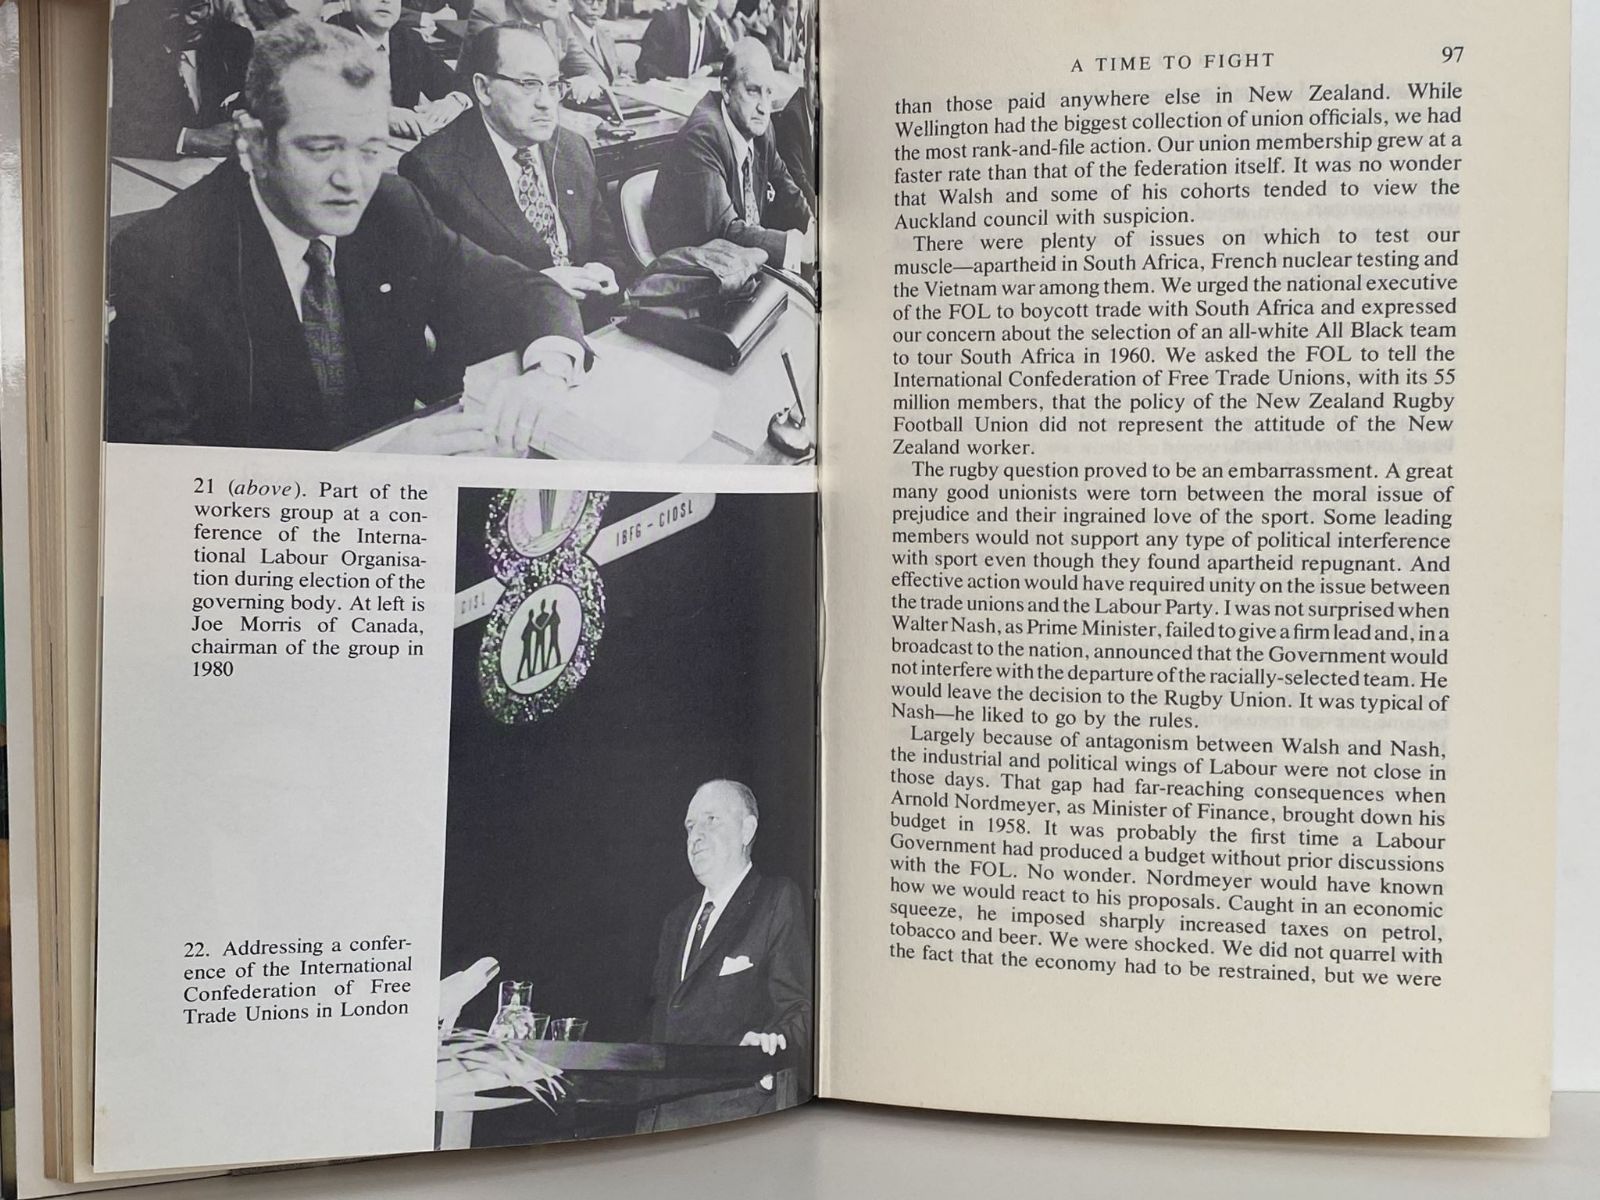 21 (above). Part of the
workers group at a con-
ference of the Interna-
tional Labour Organisa-
tion during election of the
governing body. At left is
Joe Morris of Canada,
chairman of the group in
1980
IBFG - CIOSL
CISL
22. Addressing a confer-
ence of the International
Confederation of Free
Trade Unions in London
A TIME TO FIGHT 97
than those paid anywhere else in New Zealand. While
Wellington had the biggest collection of union officials, we had
the most rank-and-file action. Our union membership grew at a
faster rate than that of the federation itself. It was no wonder
that Walsh and some of his cohorts tended to view the
Auckland council with suspicion.
There were plenty of issues on which to test our
muscle—apartheid in South Africa, French nuclear testing and
the Vietnam war among them. We urged the national executive
of the FOL to boycott trade with South Africa and expressed
our concern about the selection of an all-white All Black team
to tour South Africa in 1960. We asked the FOL to tell the
International Confederation of Free Trade Unions, with its 55
million members, that the policy of the New Zealand Rugby
Football Union did not represent the attitude of the New
Zealand worker.
The rugby question proved to be an embarrassment. A great
many good unionists were torn between the moral issue of
prejudice and their ingrained love of the sport. Some leading
members would not support any type of political interference
with sport even though they found apartheid repugnant. And
effective action would have required unity on the issue between
the trade unions and the Labour Party. I was not surprised when
Walter Nash, as Prime Minister, failed to give a firm lead and, in a
broadcast to the nation, announced that the Government would
not interfere with the departure of the racially-selected team. He
would leave the decision to the Rugby Union. It was typical of
Nash—he liked to go by the rules.
Largely because of antagonism between Walsh and Nash,
the industrial and political wings of Labour were not close in
those days. That gap had far-reaching consequences when
Arnold Nordmeyer, as Minister of Finance, brought down his
budget in 1958. It was probably the first time a Labour
Government had produced a budget without prior discussions
with the FOL. No wonder. Nordmeyer would have known
how we would react to his proposals. Caught in an economic
squeeze, he imposed sharply increased taxes on petrol,
tobacco and beer. We were shocked. We did not quarrel with
the fact that the economy had to be restrained, but we were